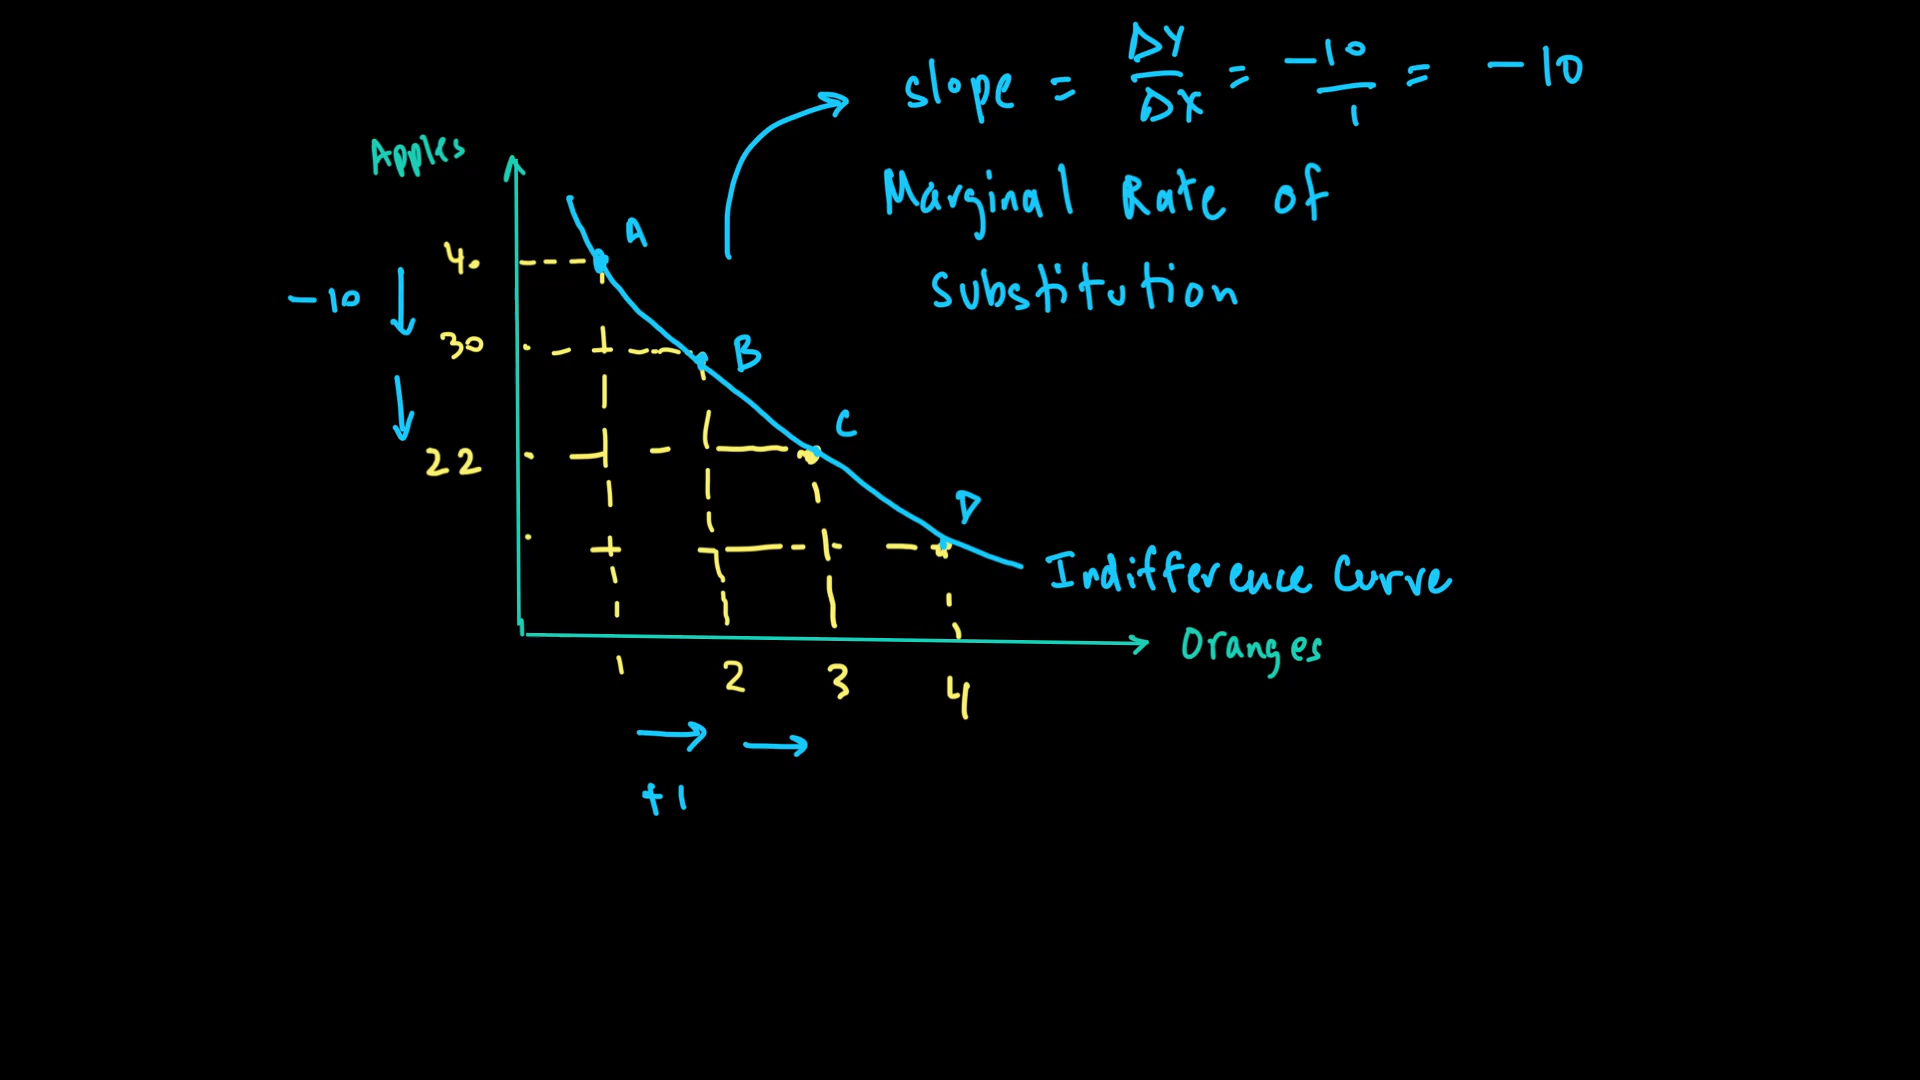 slope = ΔY/ΔX = -10/1 = -10
Marginal Rate of
Substitution
Apples
A
40
-10
30
B
C
22
D
Indifference Curve
Oranges
1 2 3 4
+1